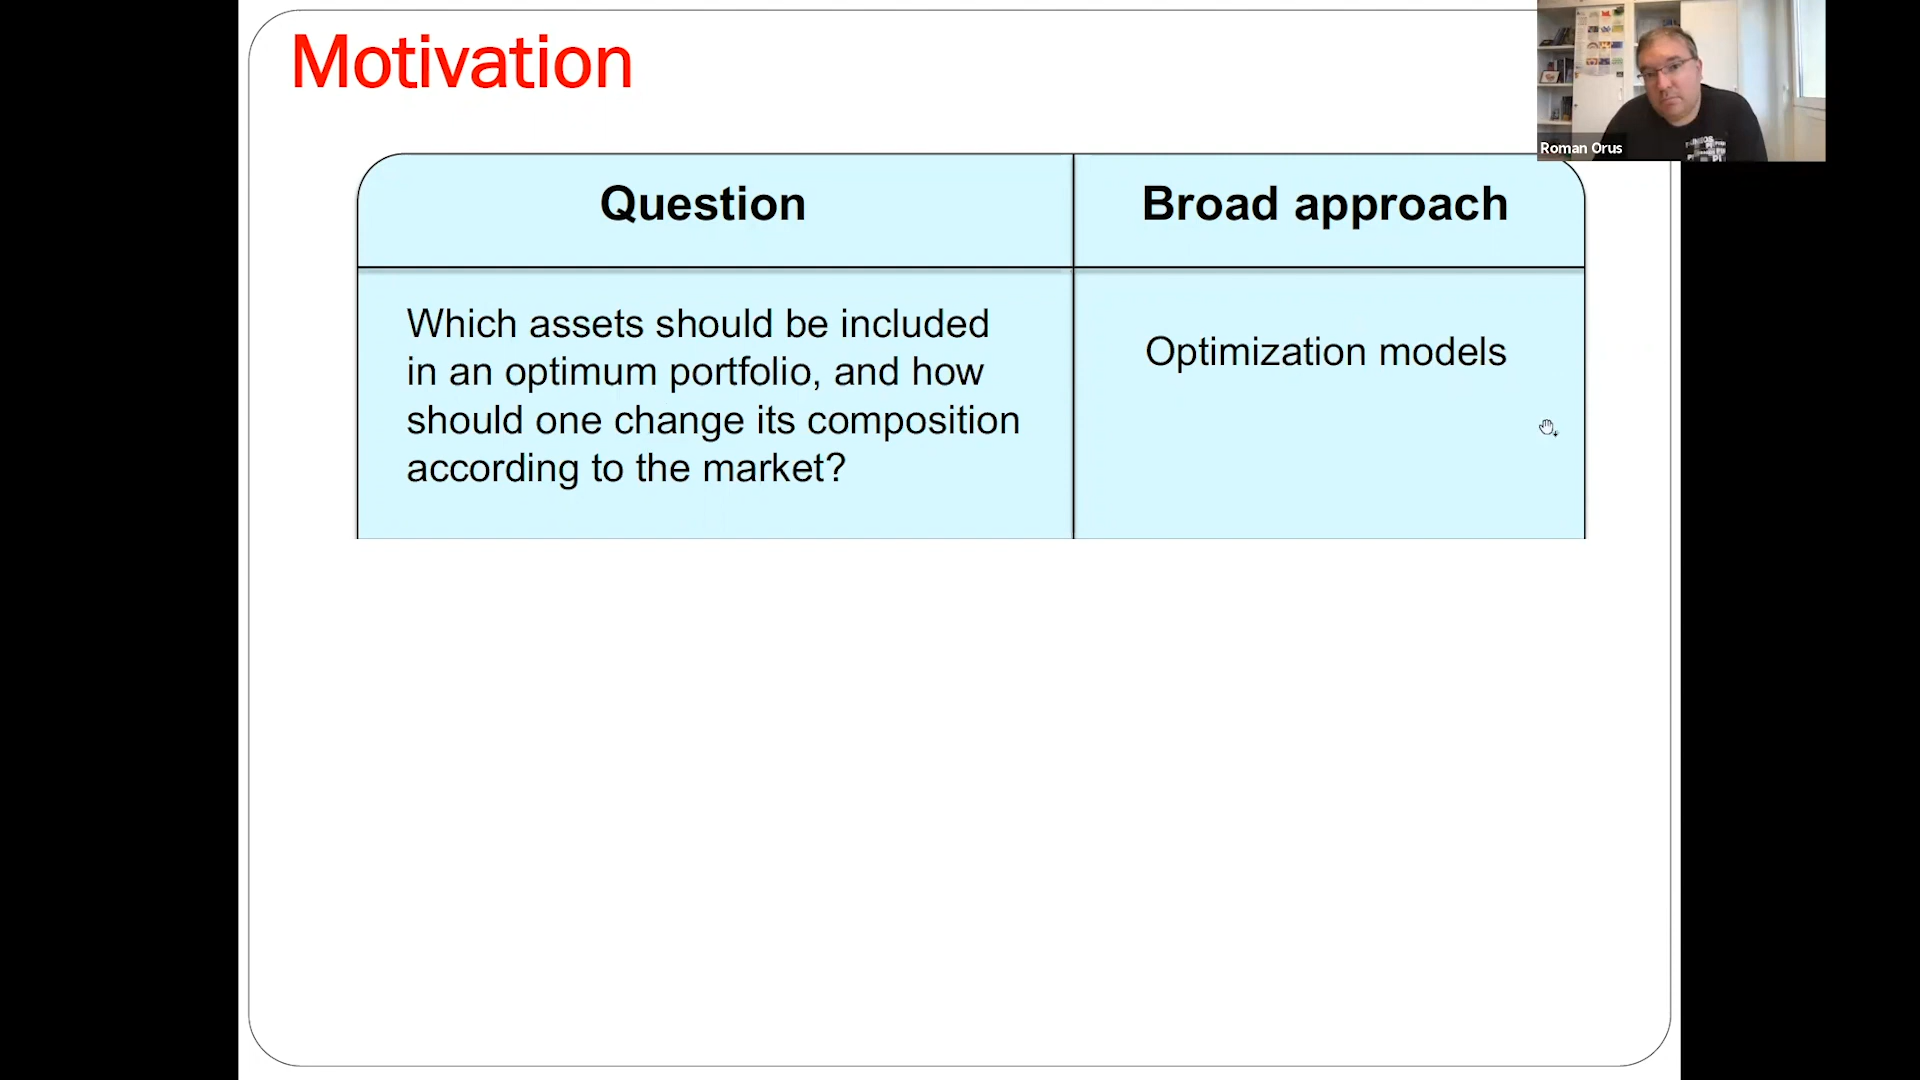 Motivation
Roman Orus
Question
Broad approach
Which assets should be included
in an optimum portfolio, and how
should one change its composition
according to the market?
Optimization models